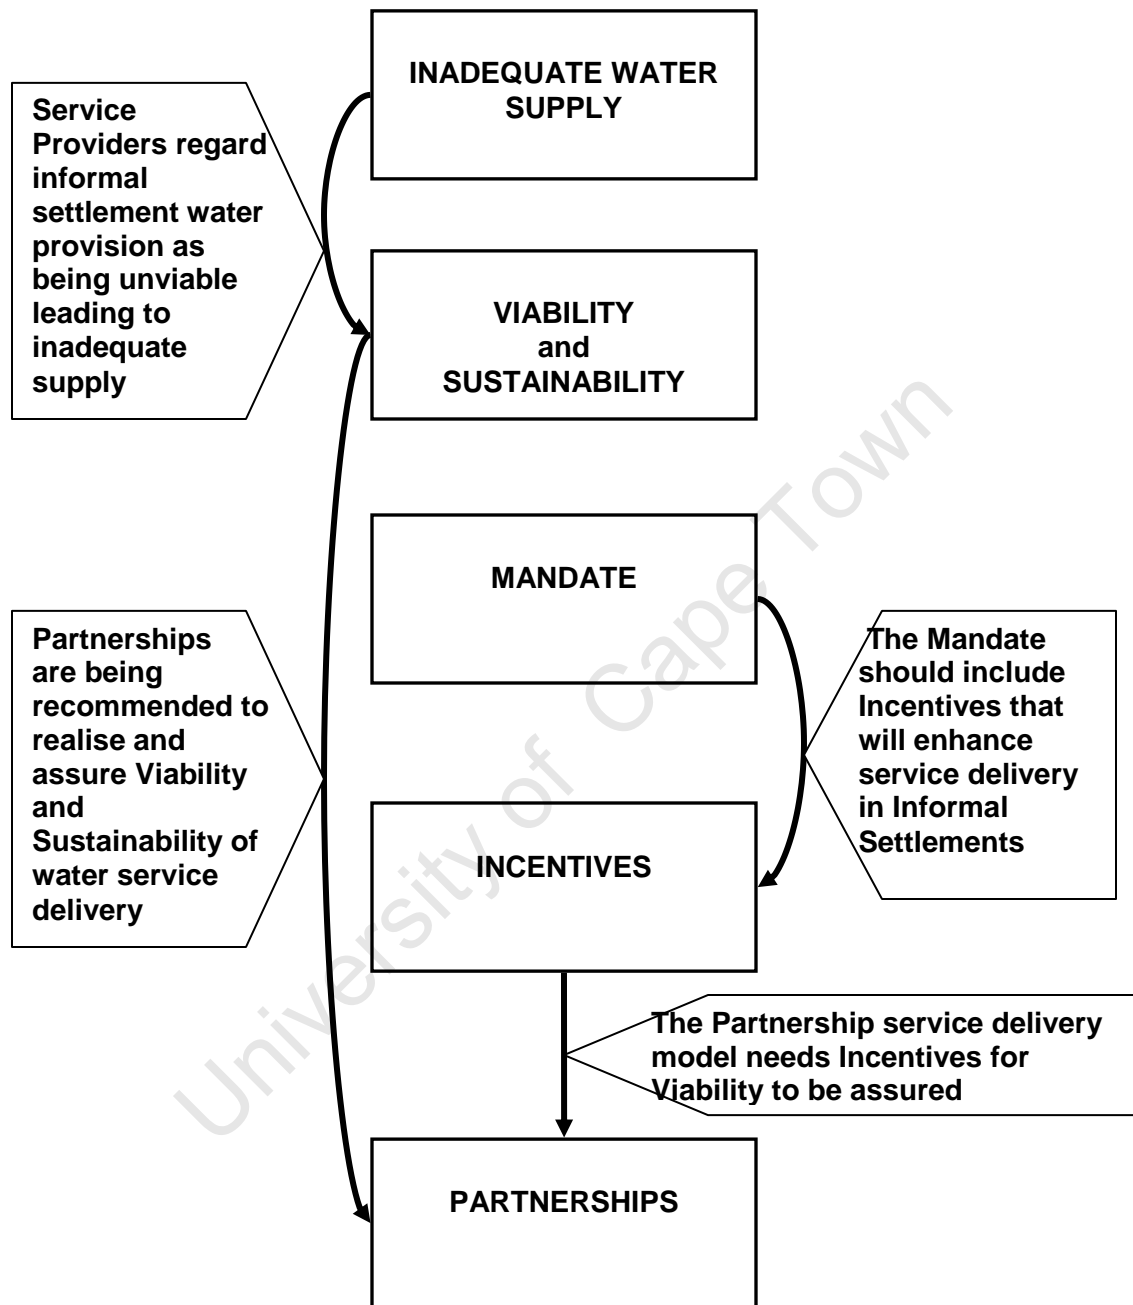 INADEQUATE WATER
SUPPLY
Service
Providers regard
informal
settlement water
provision as
being unviable
leading to
inadequate
supply
VIABILITY
and
SUSTAINABILITY
MANDATE
Partnerships
are being
recommended to
realise and
assure Viability
and
Sustainability of
water service
delivery
The Mandate
should include
Incentives that
will enhance
service delivery
in Informal
Settlements
INCENTIVES
The Partnership service delivery
model needs Incentives for
Viability to be assured
PARTNERSHIPS
University of Cape Town